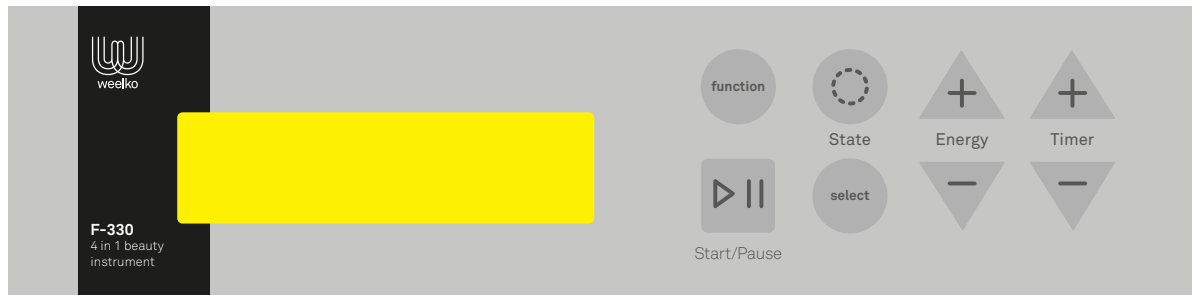 weelko
F-330
4 in 1 beauty
instrument
function
State
Energy
Timer
select
Start/Pause